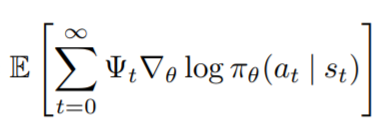 𝔼 [ ∑_{t=0}^{∞} Ψ_t ∇_θ log π_θ(a_t | s_t) ]